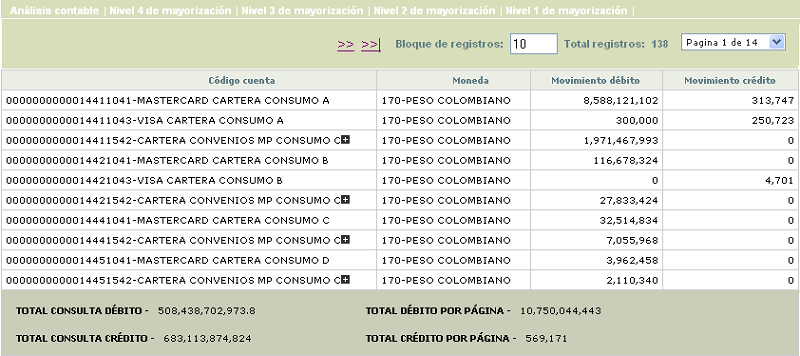 Análisis contable | Nivel 4 de mayorización | Nivel 3 de mayorización | Nivel 2 de mayorización | Nivel 1 de mayorización |
>> >>| Bloque de registros: 10 Total registros: 138 Pagina 1 de 14
Código cuenta Moneda Movimiento débito Movimiento crédito
0000000000014411041-MASTERCARD CARTERA CONSUMO A 170-PESO COLOMBIANO 8,588,121,102 313,747
0000000000014411043-VISA CARTERA CONSUMO A 170-PESO COLOMBIANO 300,000 250,723
0000000000014411542-CARTERA CONVENIOS MP CONSUMO C+ 170-PESO COLOMBIANO 1,971,467,993 0
0000000000014421041-MASTERCARD CARTERA CONSUMO B 170-PESO COLOMBIANO 116,678,324 0
0000000000014421043-VISA CARTERA CONSUMO B 170-PESO COLOMBIANO 0 4,701
0000000000014421542-CARTERA CONVENIOS MP CONSUMO C+ 170-PESO COLOMBIANO 27,833,424 0
0000000000014441041-MASTERCARD CARTERA CONSUMO C 170-PESO COLOMBIANO 32,514,834 0
0000000000014441542-CARTERA CONVENIOS MP CONSUMO C+ 170-PESO COLOMBIANO 7,055,968 0
0000000000014451041-MASTERCARD CARTERA CONSUMO D 170-PESO COLOMBIANO 3,962,458 0
0000000000014451542-CARTERA CONVENIOS MP CONSUMO C+ 170-PESO COLOMBIANO 2,110,340 0
TOTAL CONSULTA DÉBITO - 508,438,702,973.8 TOTAL DÉBITO POR PÁGINA - 10,750,044,443
TOTAL CONSULTA CRÉDITO - 683,113,874,824 TOTAL CRÉDITO POR PÁGINA - 569,171